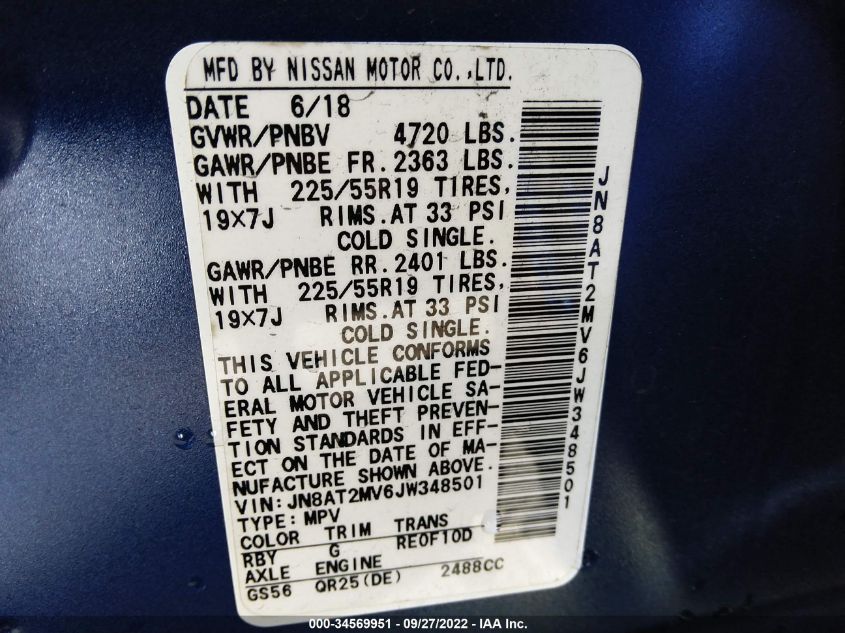 MFD BY NISSAN MOTOR CO.,LTD.
DATE 6/18
GVWR/PNBV 4720 LBS.
GAWR/PNBE FR.2363 LBS.
WITH 225/55R19 TIRES,
19X7J RIMS.AT 33 PSI
COLD SINGLE.
GAWR/PNBE RR.2401 LBS.
WITH 225/55R19 TIRES,
19X7J RIMS.AT 33 PSI
COLD SINGLE.
THIS VEHICLE CONFORMS
TO ALL APPLICABLE FED-
ERAL MOTOR VEHICLE SA-
FETY AND THEFT PREVEN-
TION STANDARDS IN EFF-
ECT ON THE DATE OF MA-
NUFACTURE SHOWN ABOVE.
VIN:JN8AT2MV6JW348501
TYPE:MPV
COLOR TRIM TRANS
RBY G RE0F10D
AXLE ENGINE
GS56 QR25(DE) 2488CC
JN8AT2MV6JW348501
000-34569951 - 09/27/2022 - IAA Inc.